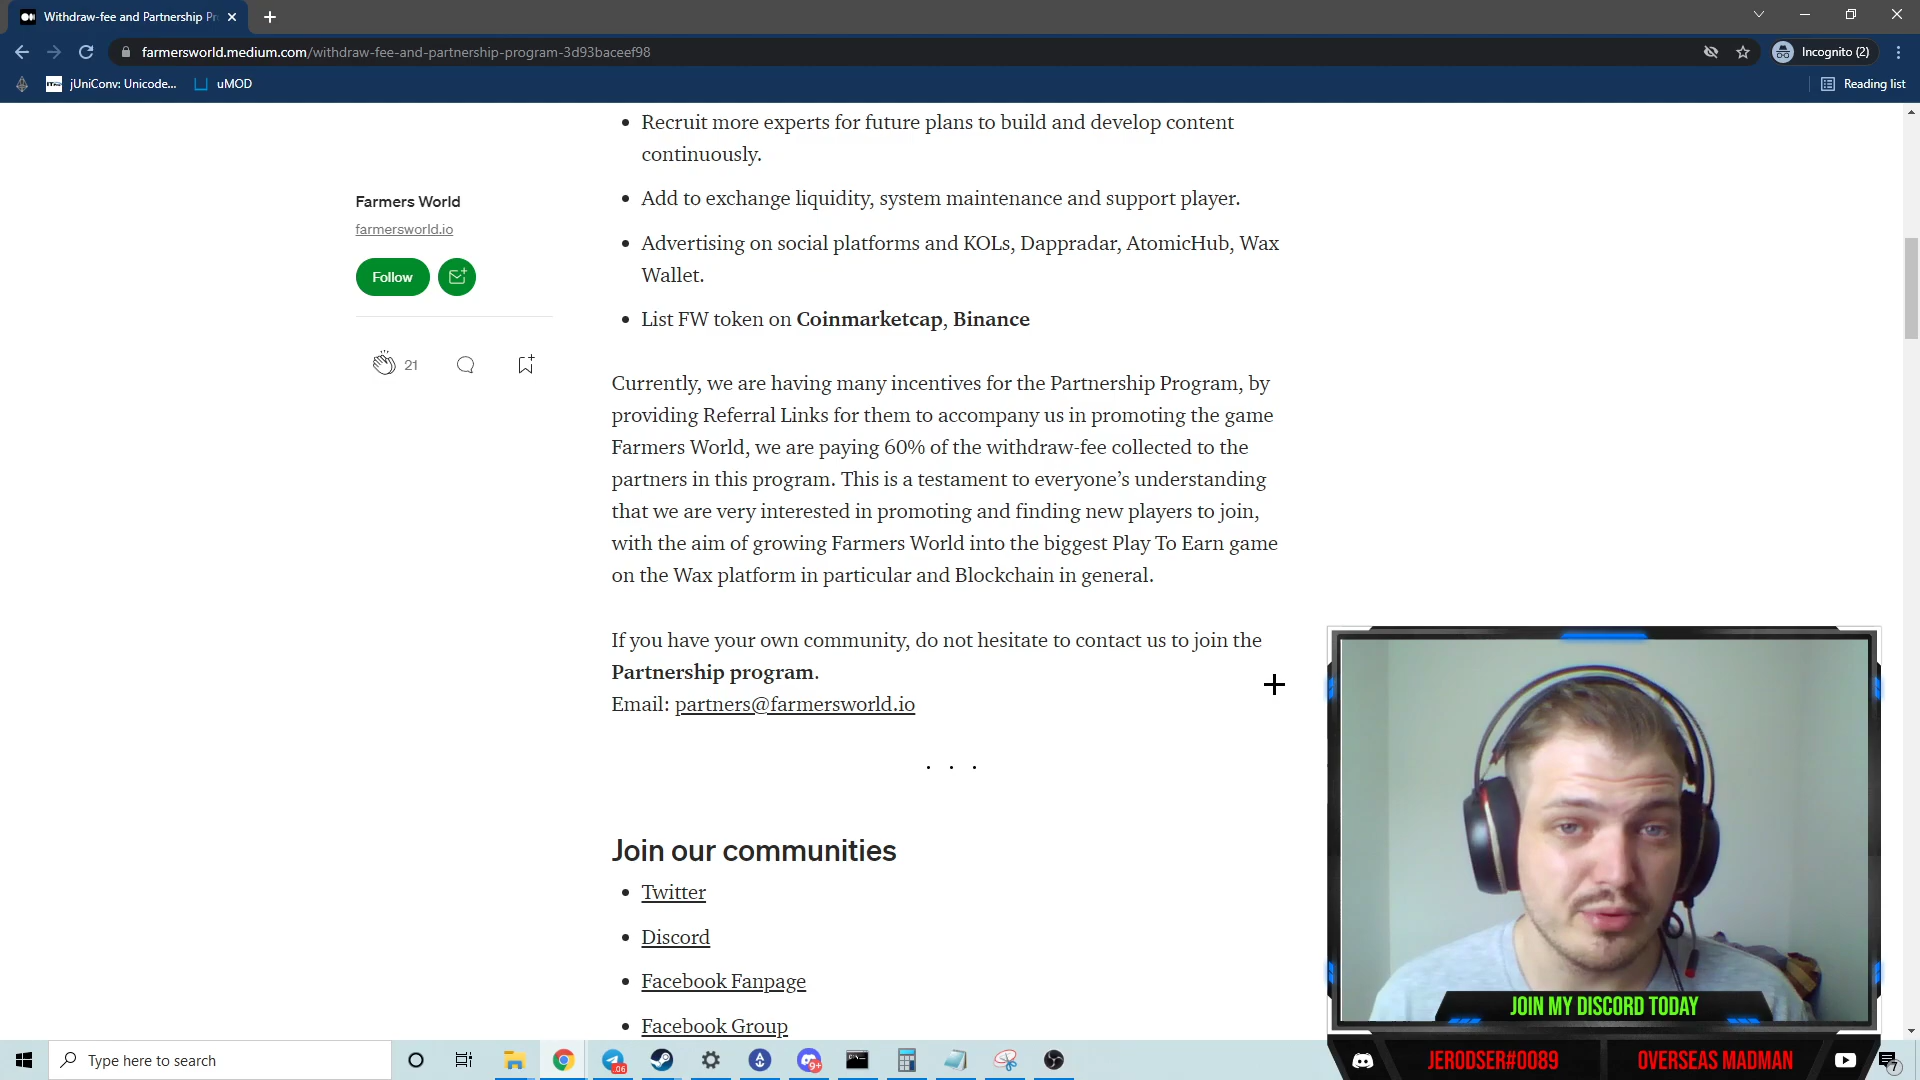 Withdraw-fee and Partnership Pr
farmersworld.medium.com/withdraw-fee-and-partnership-program-3d93baceef98
Incognito (2)
jUniConv: Unicode...
uMOD
Reading list
Recruit more experts for future plans to build and develop content
continuously.
Add to exchange liquidity, system maintenance and support player.
Advertising on social platforms and KOLs, Dappradar, AtomicHub, Wax
Wallet.
List FW token on Coinmarketcap, Binance
Farmers World
farmersworld.io
Follow
21
Currently, we are having many incentives for the Partnership Program, by
providing Referral Links for them to accompany us in promoting the game
Farmers World, we are paying 60% of the withdraw-fee collected to the
partners in this program. This is a testament to everyone’s understanding
that we are very interested in promoting and finding new players to join,
with the aim of growing Farmers World into the biggest Play To Earn game
on the Wax platform in particular and Blockchain in general.
If you have your own community, do not hesitate to contact us to join the
Partnership program.
Email: partners@farmersworld.io
. . .
Join our communities
Twitter
Discord
Facebook Fanpage
Facebook Group
JOIN MY DISCORD TODAY
JERODSER#0089
OVERSEAS MADMAN
Type here to search
.06
9+
7